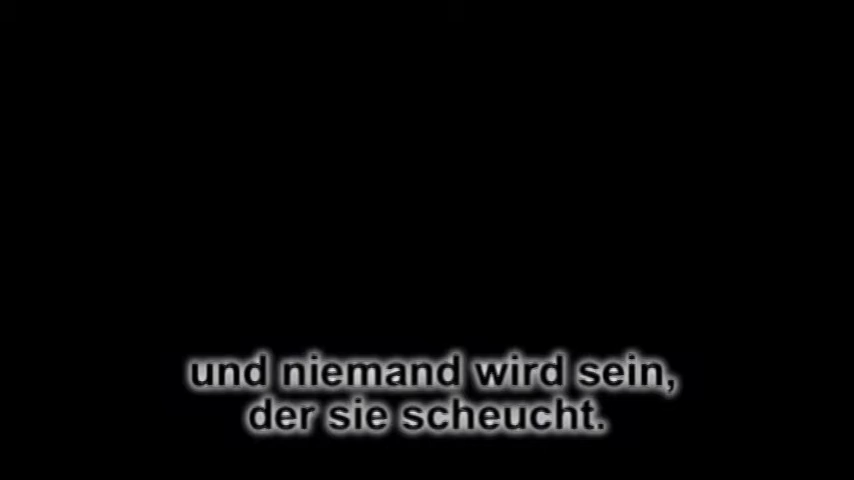 und niemand wird sein,
der sie scheucht.